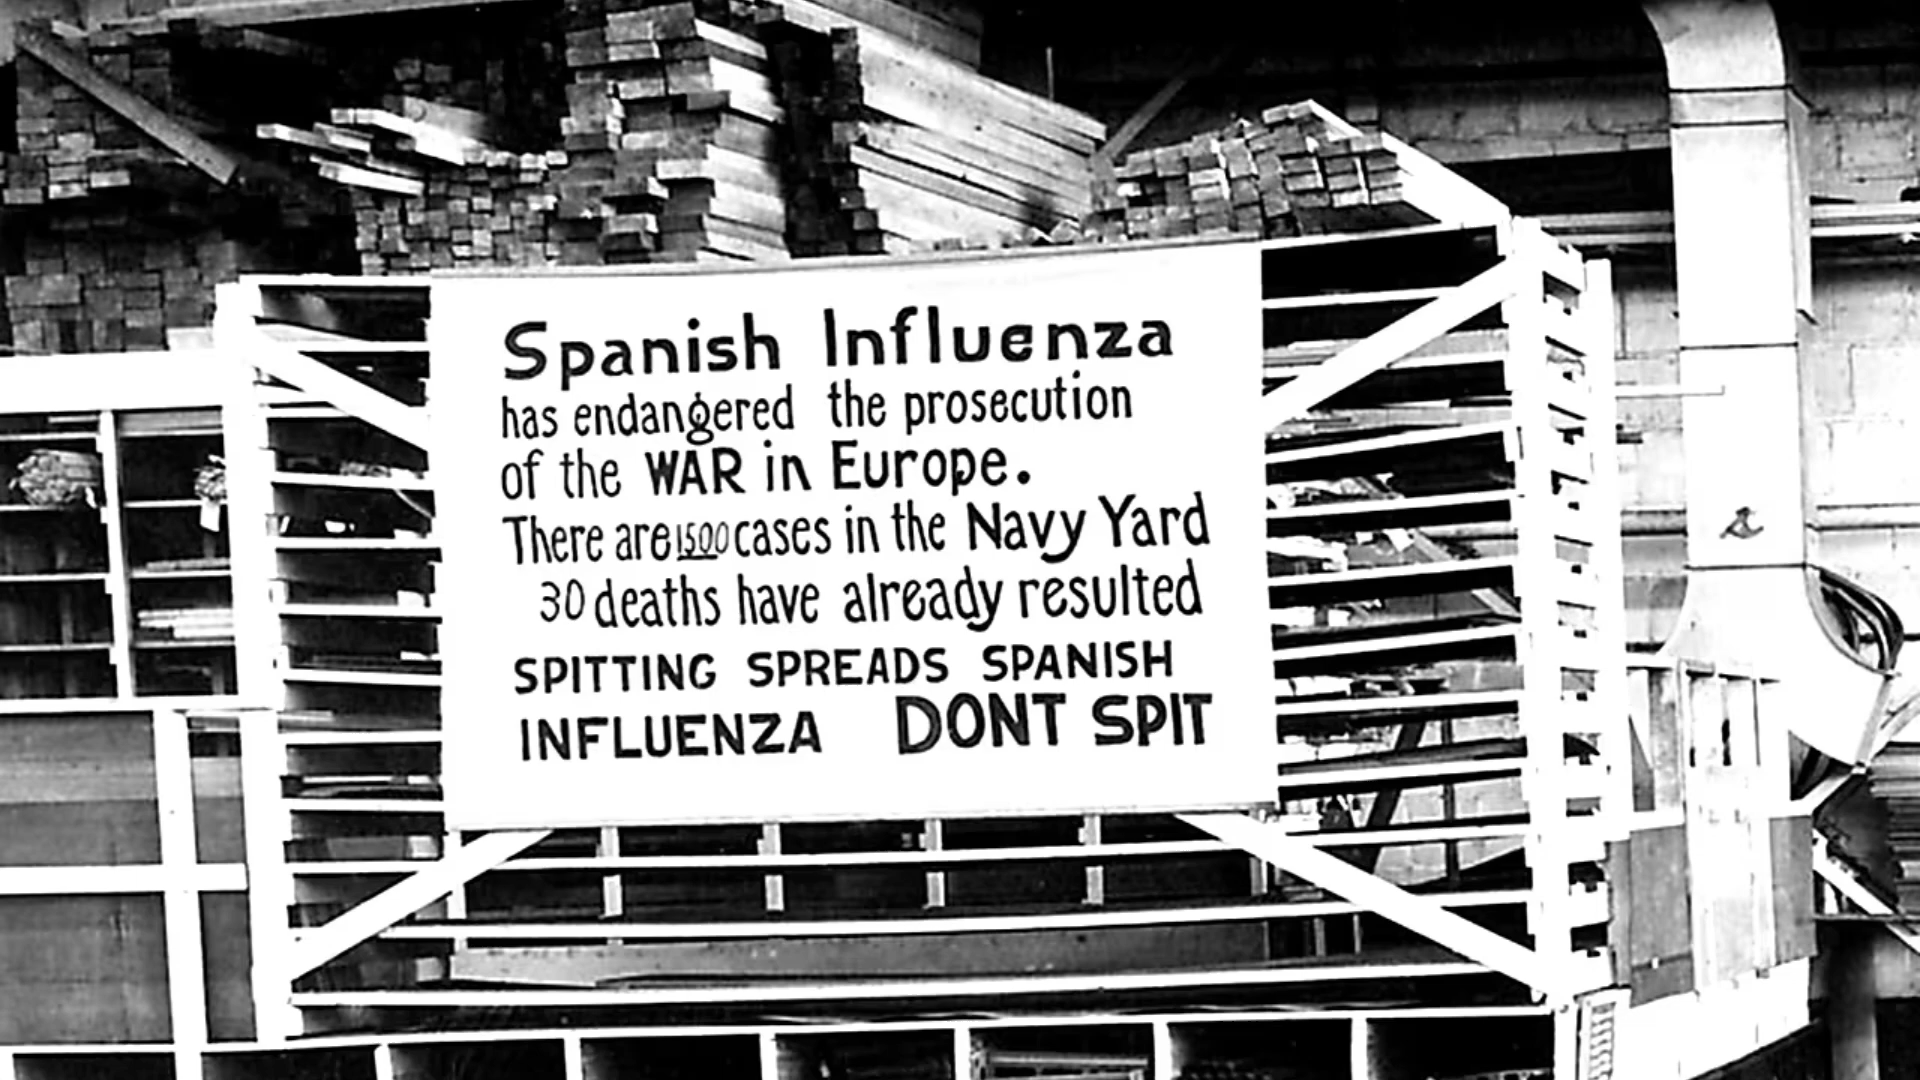 Spanish Influenza
has endangered the prosecution
of the WAR in Europe.
There are 1500 cases in the Navy Yard
30 deaths have already resulted
SPITTING SPREADS SPANISH
INFLUENZA DONT SPIT